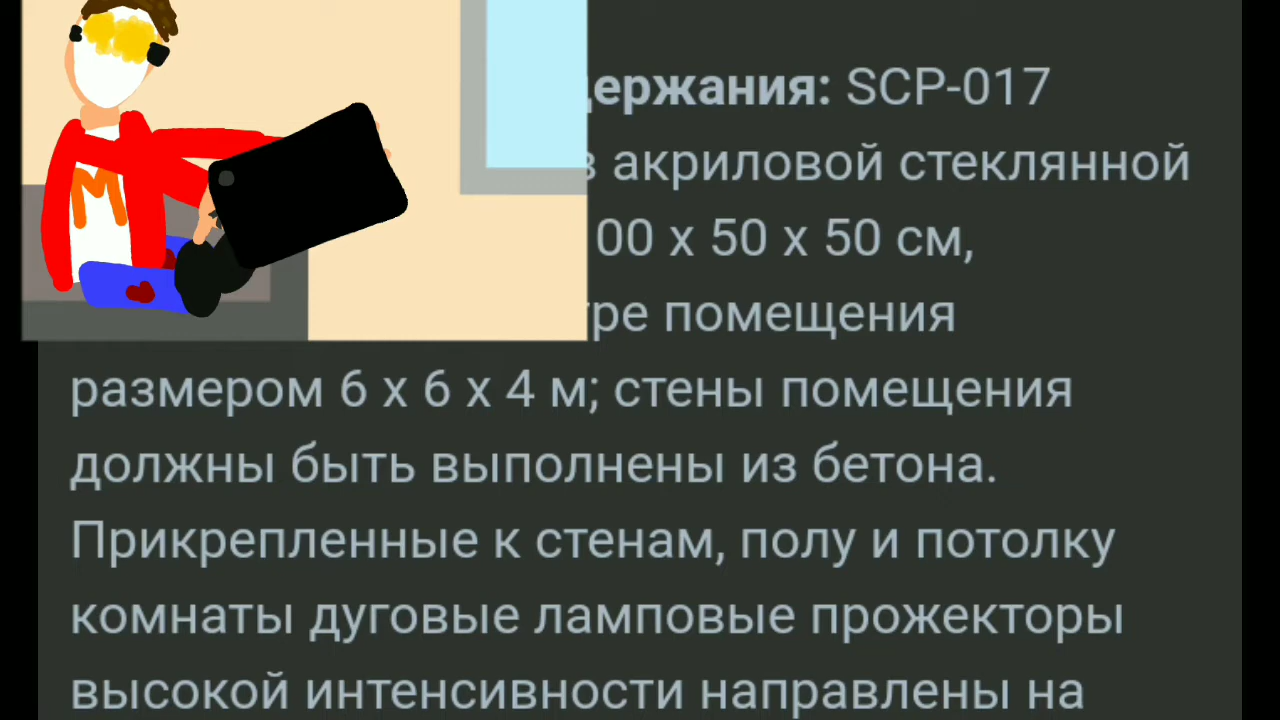 держания: SCP-017
в акриловой стеклянной
00 x 50 x 50 см,
тре помещения
размером 6 x 6 x 4 м; стены помещения
должны быть выполнены из бетона.
Прикрепленные к стенам, полу и потолку
комнаты дуговые ламповые прожекторы
высокой интенсивности направлены на
M